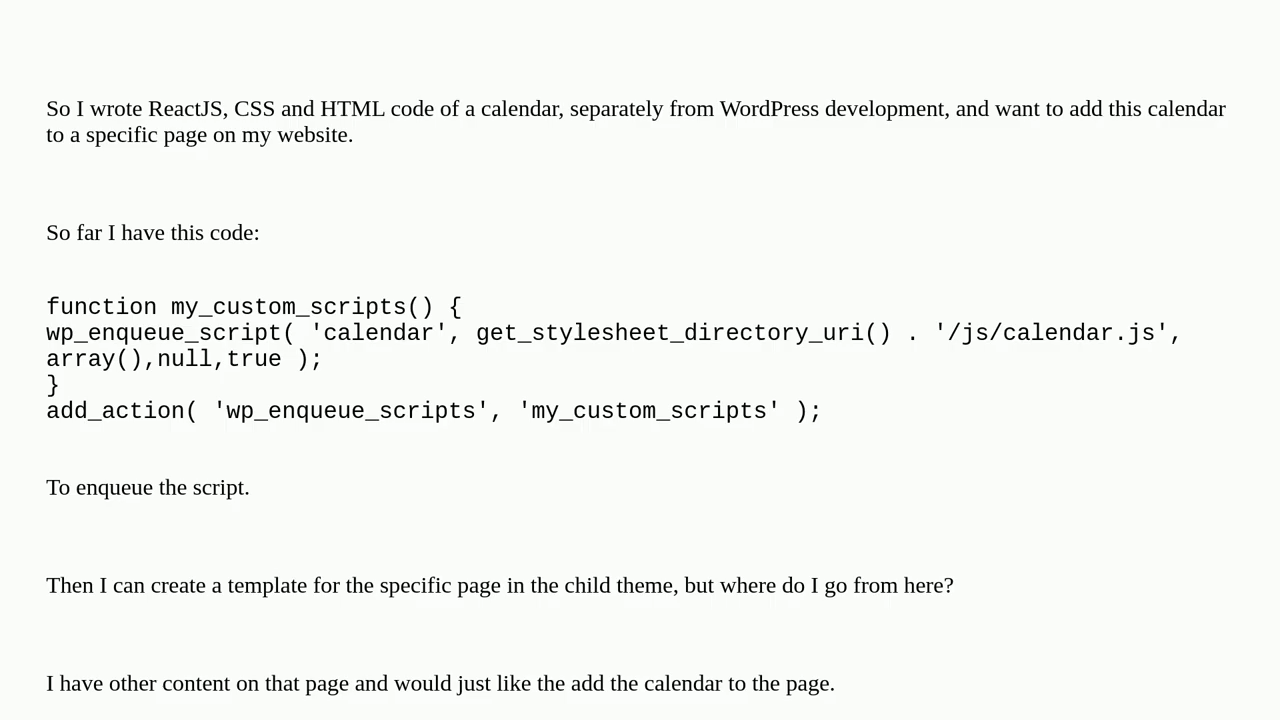 So I wrote ReactJS, CSS and HTML code of a calendar, separately from WordPress development, and want to add this calendar
to a specific page on my website.
So far I have this code:
function my_custom_scripts() {
wp_enqueue_script( 'calendar', get_stylesheet_directory_uri() . '/js/calendar.js',
array(),null,true );
}
add_action( 'wp_enqueue_scripts', 'my_custom_scripts' );
To enqueue the script.
Then I can create a template for the specific page in the child theme, but where do I go from here?
I have other content on that page and would just like the add the calendar to the page.